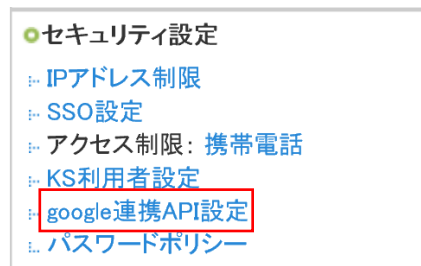 セキュリティ設定
IPアドレス制限
SSO設定
アクセス制限: 携帯電話
KS利用者設定
google連携API設定
パスワードポリシー